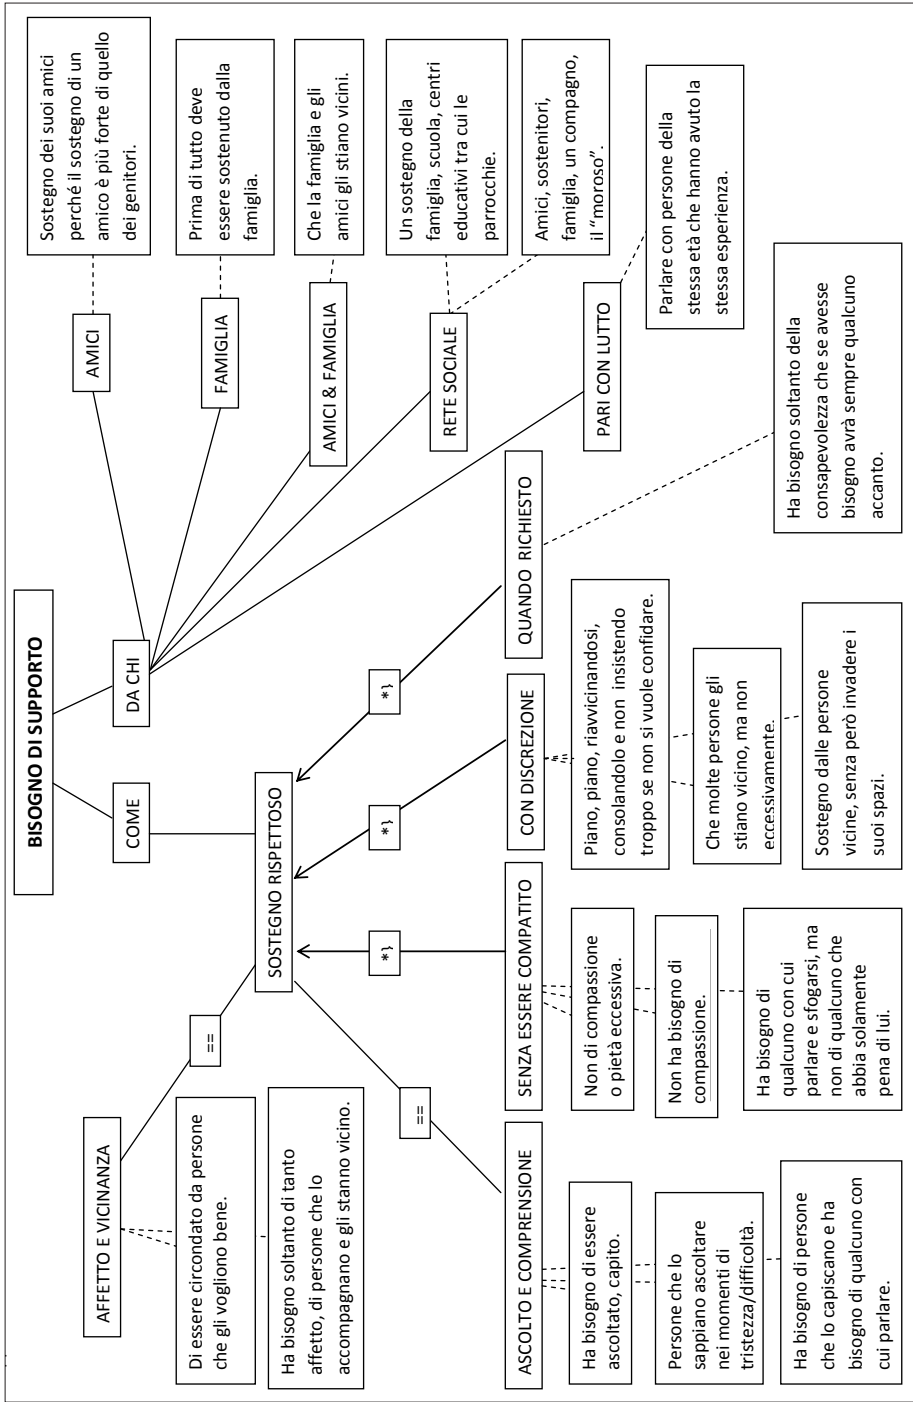 BISOGNO DI SUPPORTO
COME
DA CHI
SOSTEGNO RISPETTOSO
==
AFFETTO E VICINANZA
Di essere circondato da persone
che gli vogliono bene.
Ha bisogno soltanto di tanto
affetto, di persone che lo
accompagnano e gli stanno vicino.
==
ASCOLTO E COMPRENSIONE
Ha bisogno di essere
ascoltato, capito.
Persone che lo
sappiano ascoltare
nei momenti di
tristezza/difficoltà.
Ha bisogno di persone
che lo capiscano e ha
bisogno di qualcuno con
cui parlare.
*}
SENZA ESSERE COMPATITO
Non di compassione
o pietà eccessiva.
Non ha bisogno di
compassione.
Ha bisogno di
qualcuno con cui
parlare e sfogarsi, ma
non di qualcuno che
abbia solamente
pena di lui.
*}
CON DISCREZIONE
Piano, piano, riavvicinandosi,
consolandolo e non insistendo
troppo se non si vuole confidare.
Che molte persone gli
stiano vicino, ma non
eccessivamente.
Sostegno dalle persone
vicine, senza però invadere i
suoi spazi.
*}
QUANDO RICHIESTO
Ha bisogno soltanto della
consapevolezza che se avesse
bisogno avrà sempre qualcuno
accanto.
AMICI
Sostegno dei suoi amici
perché il sostegno di un
amico è più forte di quello
dei genitori.
FAMIGLIA
Prima di tutto deve
essere sostenuto dalla
famiglia.
AMICI & FAMIGLIA
Che la famiglia e gli
amici gli stiano vicini.
RETE SOCIALE
Un sostegno della
famiglia, scuola, centri
educativi tra cui le
parrocchie.
Amici, sostenitori,
famiglia, un compagno,
il “moroso”.
PARI CON LUTTO
Parlare con persone della
stessa età che hanno avuto la
stessa esperienza.